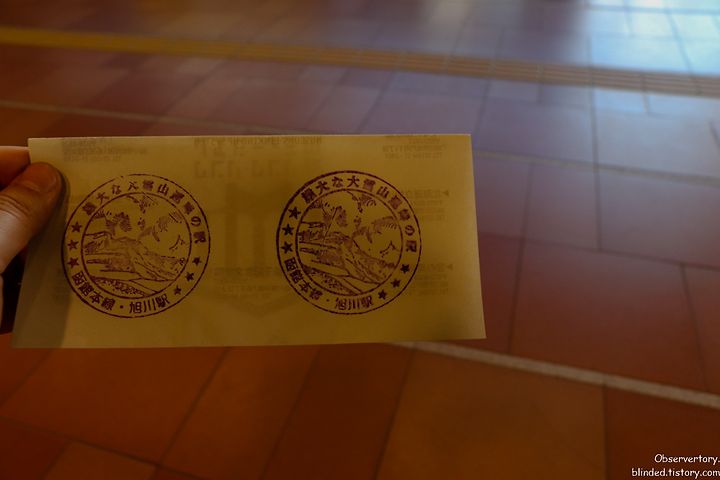 雄大な大雪山連峰の駅
函館本線・旭川駅
雄大な大雪山連峰の駅
函館本線・旭川駅
Observertory.
blinded.tistory.com